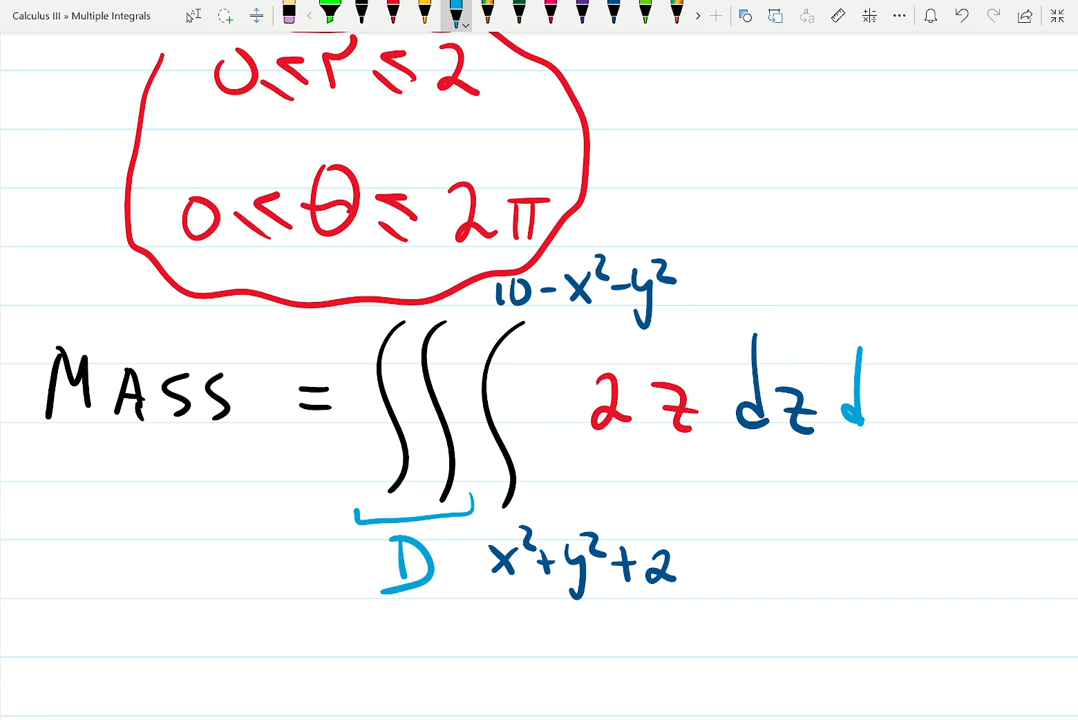 Calculus III » Multiple Integrals
0 ≤ r ≤ 2
0 ≤ θ ≤ 2π
10 - x² - y²
MASS = ∫∫∫ 2z dz d
D x² + y² + 2